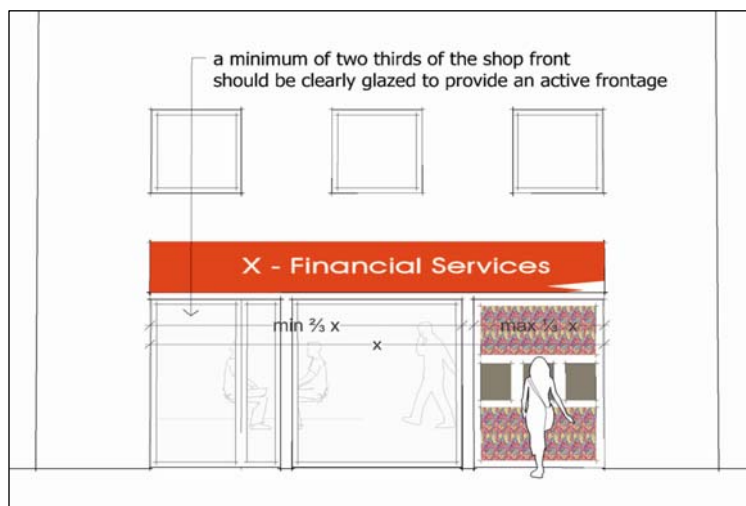 a minimum of two thirds of the shop front
should be clearly glazed to provide an active frontage
X - Financial Services
min ⅔ x
max ⅓ x
x